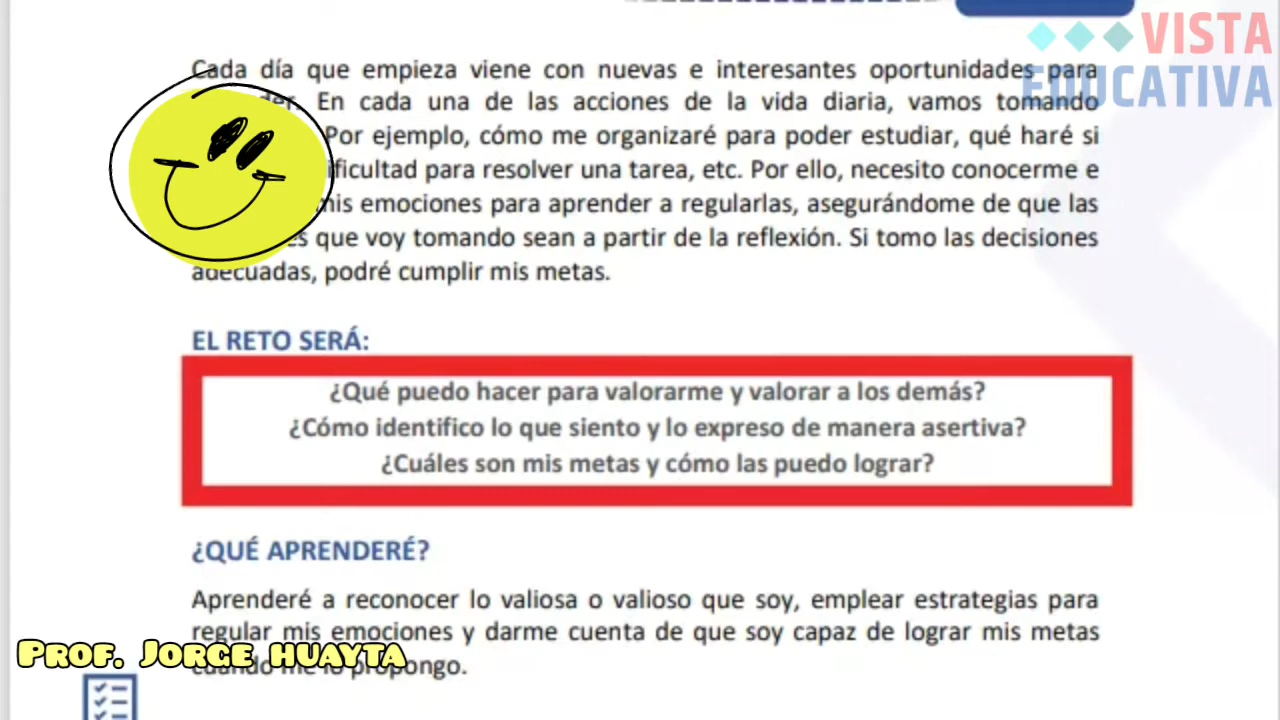 VISTA
EDUCATIVA
Cada día que empieza viene con nuevas e interesantes oportunidades para
En cada una de las acciones de la vida diaria, vamos tomando
Por ejemplo, cómo me organizaré para poder estudiar, qué haré si
para resolver una tarea, etc. Por ello, necesito conocerme e
mis emociones para aprender a regularlas, asegurándome de que las
que voy tomando sean a partir de la reflexión. Si tomo las decisiones
adecuadas, podré cumplir mis metas.
EL RETO SERÁ:
¿Qué puedo hacer para valorarme y valorar a los demás?
¿Cómo identifico lo que siento y lo expreso de manera asertiva?
¿Cuáles son mis metas y cómo las puedo lograr?
¿QUÉ APRENDERÉ?
Aprenderé a reconocer lo valiosa o valioso que soy, emplear estrategias para
regular mis emociones y darme cuenta de que soy capaz de lograr mis metas
cuando me lo propongo.
Prof. Jorge Huayta